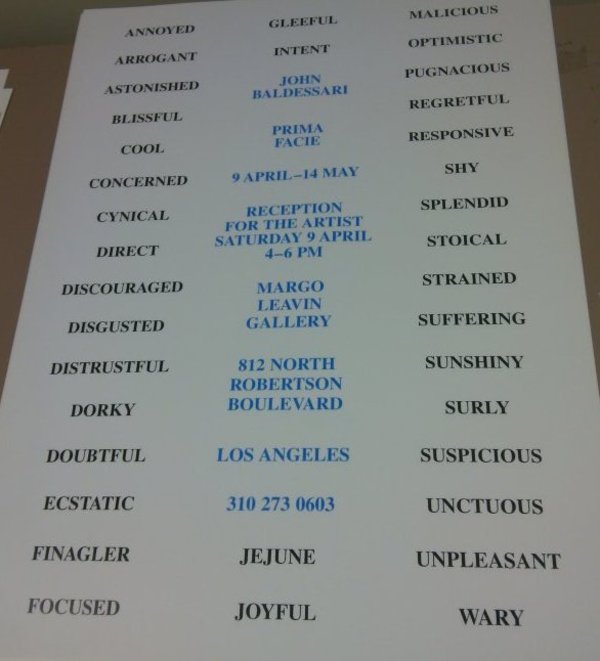 ANNOYED
ARROGANT
ASTONISHED
BLISSFUL
COOL
CONCERNED
CYNICAL
DIRECT
DISCOURAGED
DISGUSTED
DISTRUSTFUL
DORKY
DOUBTFUL
ECSTATIC
FINAGLER
FOCUSED
GLEEFUL
INTENT
JOHN
BALDESSARI
PRIMA
FACIE
9 APRIL–14 MAY
RECEPTION
FOR THE ARTIST
SATURDAY 9 APRIL
4–6 PM
MARGO
LEAVIN
GALLERY
812 NORTH
ROBERTSON
BOULEVARD
LOS ANGELES
310 273 0603
JEJUNE
JOYFUL
MALICIOUS
OPTIMISTIC
PUGNACIOUS
REGRETFUL
RESPONSIVE
SHY
SPLENDID
STOICAL
STRAINED
SUFFERING
SUNSHINY
SURLY
SUSPICIOUS
UNCTUOUS
UNPLEASANT
WARY